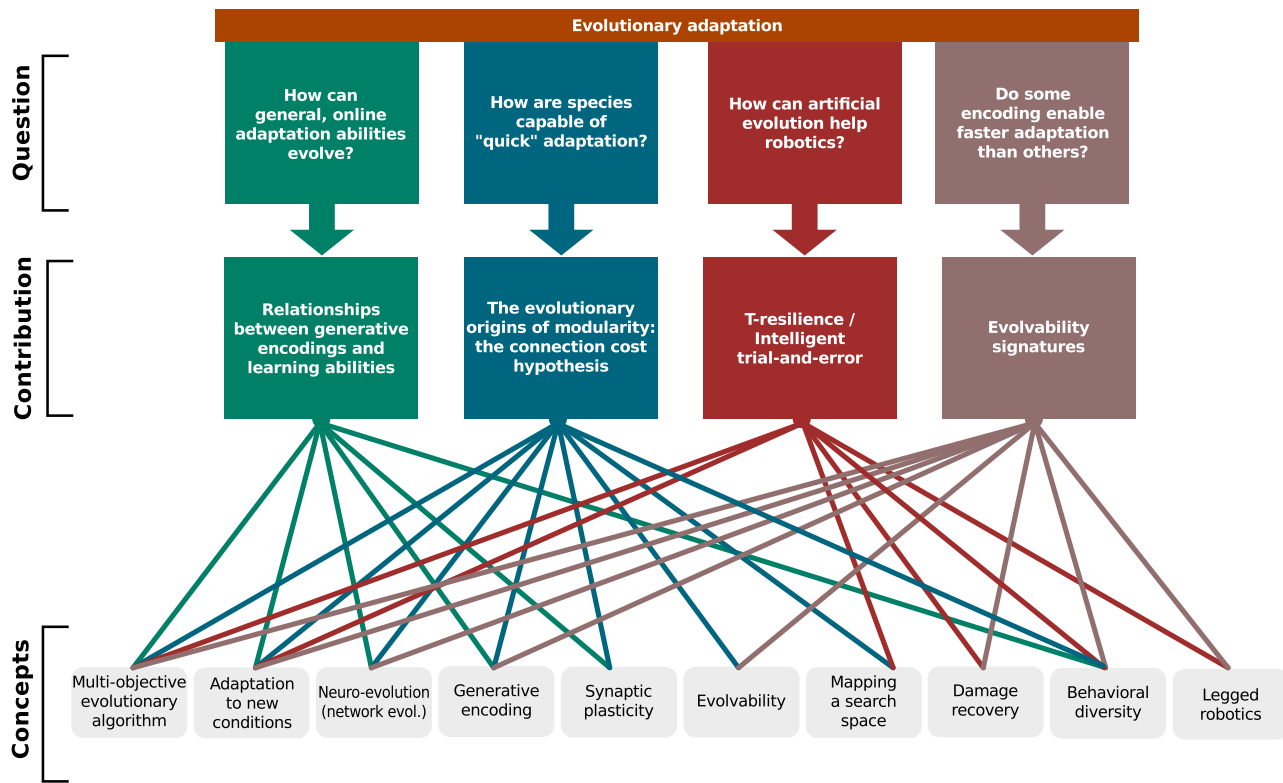 Evolutionary adaptation
Question
How can
general, online
adaptation abilities
evolve?
How are species
capable of
"quick" adaptation?
How can artificial
evolution help
robotics?
Do some
encoding enable
faster adaptation
than others?
Contribution
Relationships
between generative
encodings and
learning abilities
The evolutionary
origins of modularity:
the connection cost
hypothesis
T-resilience /
Intelligent
trial-and-error
Evolvability
signatures
Concepts
Multi-objective
evolutionary
algorithm
Adaptation
to new
conditions
Neuro-evolution
(network evol.)
Generative
encoding
Synaptic
plasticity
Evolvability
Mapping
a search
space
Damage
recovery
Behavioral
diversity
Legged
robotics